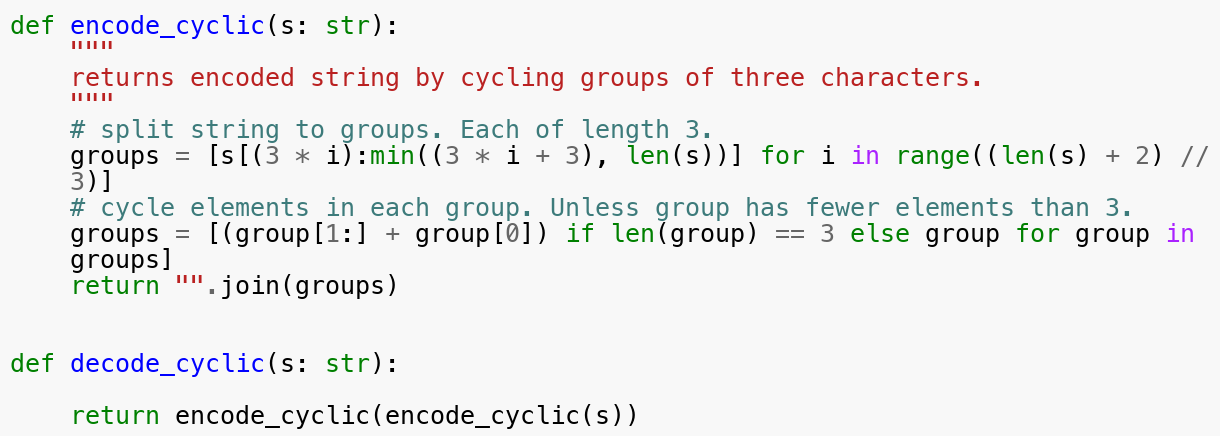 def encode_cyclic(s: str):
    """
    returns encoded string by cycling groups of three characters.
    """
    # split string to groups. Each of length 3.
    groups = [s[(3 * i):min((3 * i + 3), len(s))] for i in range((len(s) + 2) //
    3)]
    # cycle elements in each group. Unless group has fewer elements than 3.
    groups = [(group[1:] + group[0]) if len(group) == 3 else group for group in
    groups]
    return "".join(groups)


def decode_cyclic(s: str):

    return encode_cyclic(encode_cyclic(s))